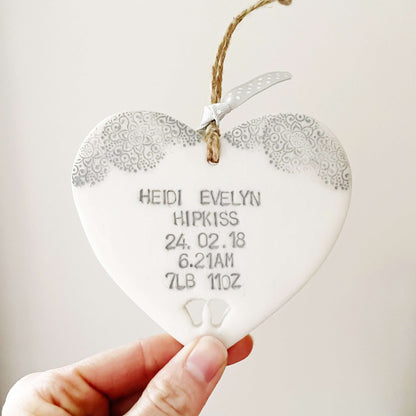 HEIDI EVELYN
HIPKISS
24.02.18
6.21AM
7LB 11OZ